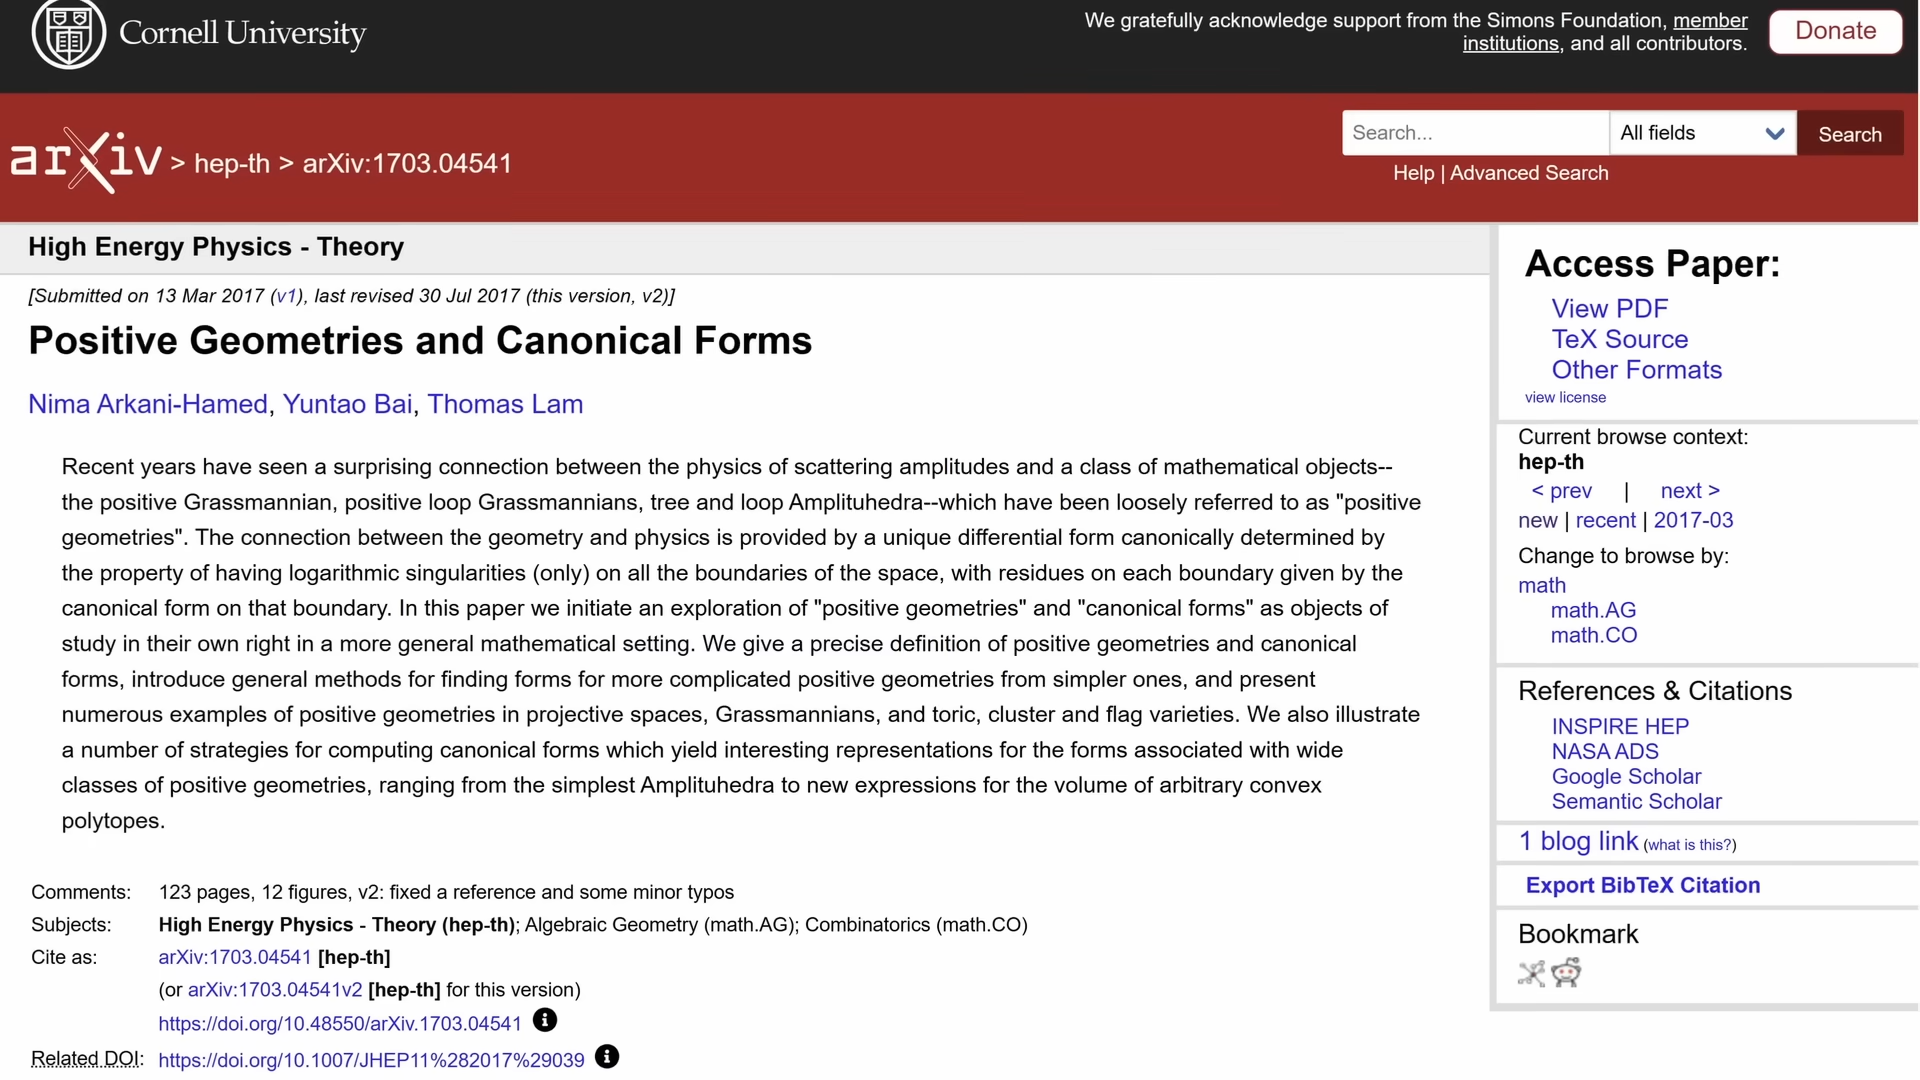 Cornell University
We gratefully acknowledge support from the Simons Foundation, member
institutions, and all contributors.
Donate
arXiv > hep-th > arXiv:1703.04541
Search...
All fields
Search
Help | Advanced Search
High Energy Physics - Theory
[Submitted on 13 Mar 2017 (v1), last revised 30 Jul 2017 (this version, v2)]
Positive Geometries and Canonical Forms
Nima Arkani-Hamed, Yuntao Bai, Thomas Lam
Recent years have seen a surprising connection between the physics of scattering amplitudes and a class of mathematical objects--
the positive Grassmannian, positive loop Grassmannians, tree and loop Amplituhedra--which have been loosely referred to as "positive
geometries". The connection between the geometry and physics is provided by a unique differential form canonically determined by
the property of having logarithmic singularities (only) on all the boundaries of the space, with residues on each boundary given by the
canonical form on that boundary. In this paper we initiate an exploration of "positive geometries" and "canonical forms" as objects of
study in their own right in a more general mathematical setting. We give a precise definition of positive geometries and canonical
forms, introduce general methods for finding forms for more complicated positive geometries from simpler ones, and present
numerous examples of positive geometries in projective spaces, Grassmannians, and toric, cluster and flag varieties. We also illustrate
a number of strategies for computing canonical forms which yield interesting representations for the forms associated with wide
classes of positive geometries, ranging from the simplest Amplituhedra to new expressions for the volume of arbitrary convex
polytopes.
Comments: 123 pages, 12 figures, v2: fixed a reference and some minor typos
Subjects: High Energy Physics - Theory (hep-th); Algebraic Geometry (math.AG); Combinatorics (math.CO)
Cite as: arXiv:1703.04541 [hep-th]
(or arXiv:1703.04541v2 [hep-th] for this version)
https://doi.org/10.48550/arXiv.1703.04541
Related DOI: https://doi.org/10.1007/JHEP11%282017%29039
Access Paper:
View PDF
TeX Source
Other Formats
view license
Current browse context:
hep-th
< prev | next >
new | recent | 2017-03
Change to browse by:
math
math.AG
math.CO
References & Citations
INSPIRE HEP
NASA ADS
Google Scholar
Semantic Scholar
1 blog link (what is this?)
Export BibTeX Citation
Bookmark